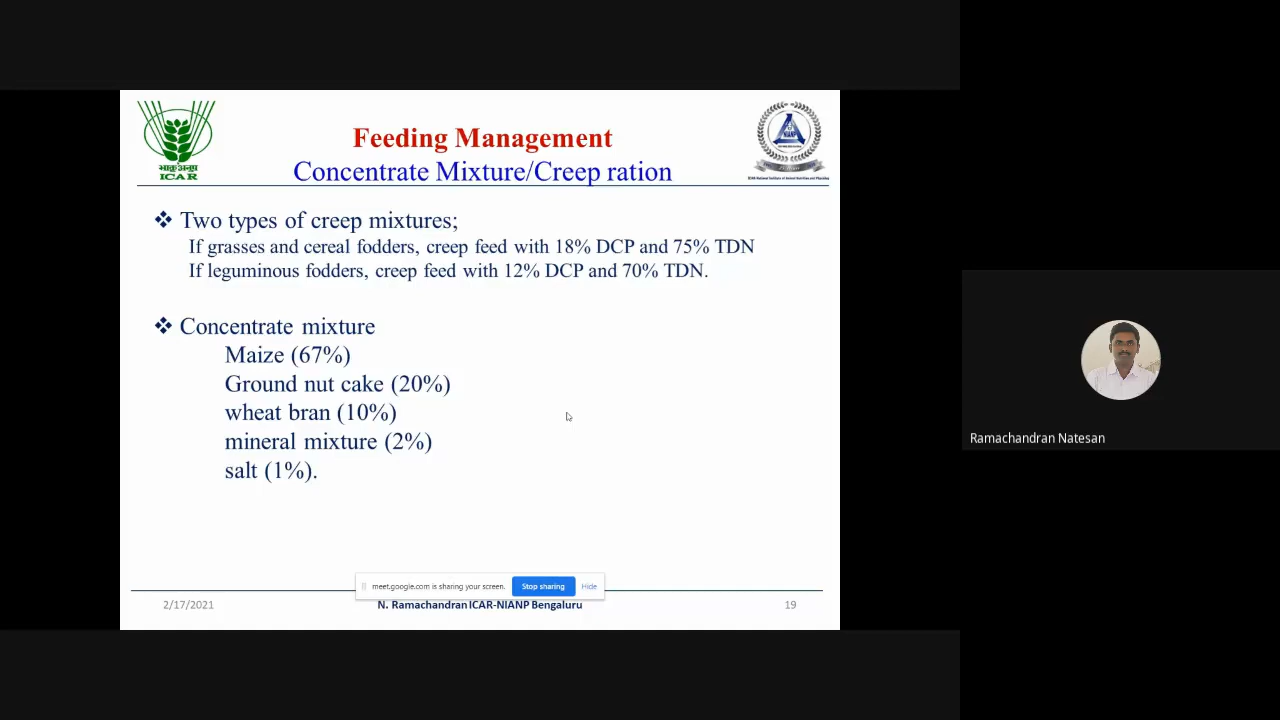 Feeding Management
Concentrate Mixture/Creep ration
भाकृअनुप
ICAR
NIANP
❖ Two types of creep mixtures;
If grasses and cereal fodders, creep feed with 18% DCP and 75% TDN
If leguminous fodders, creep feed with 12% DCP and 70% TDN.
❖ Concentrate mixture
Maize (67%)
Ground nut cake (20%)
wheat bran (10%)
mineral mixture (2%)
salt (1%).
Ramachandran Natesan
meet.google.com is sharing your screen. Stop sharing Hide
2/17/2021 N. Ramachandran ICAR-NIANP Bengaluru 19